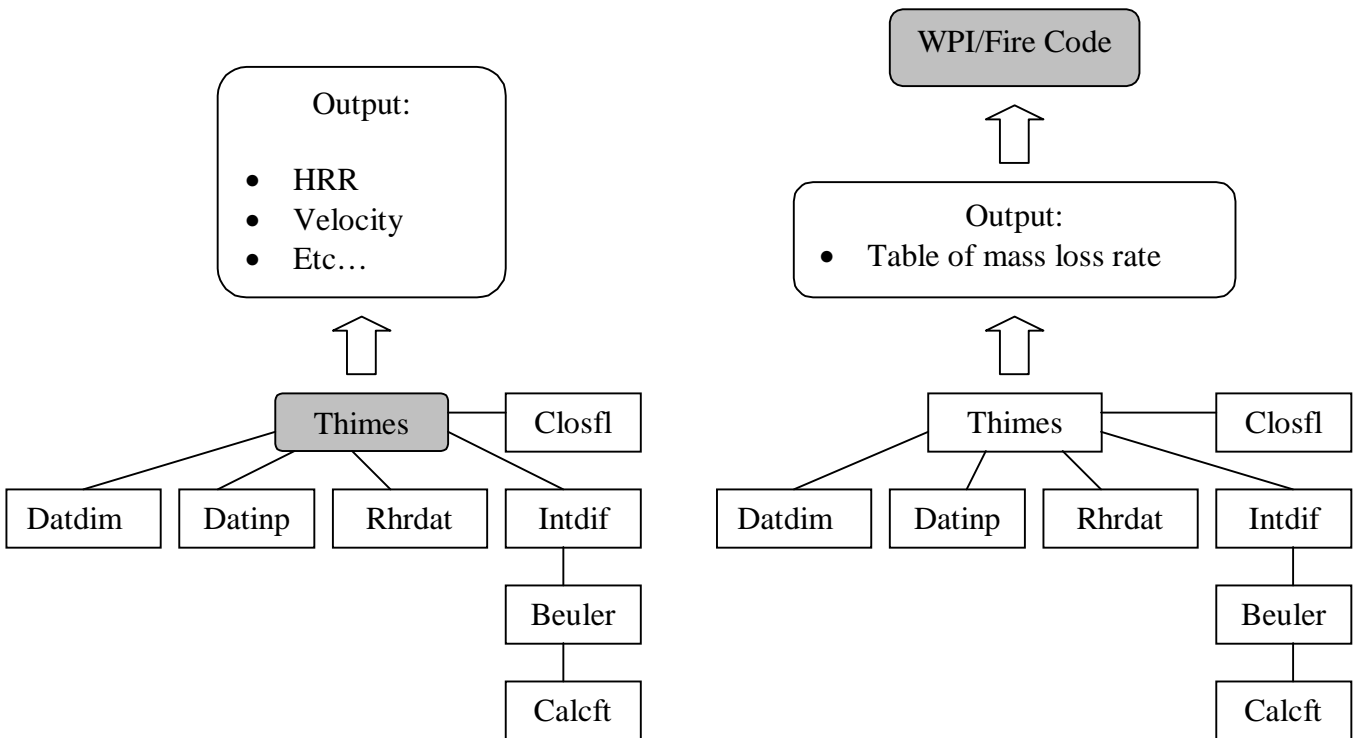 WPI/Fire Code
Output:
• HRR
• Velocity
• Etc…
Output:
• Table of mass loss rate
Thimes
Closfl
Datdim
Datinp
Rhrdat
Intdif
Beuler
Calcft
Thimes
Closfl
Datdim
Datinp
Rhrdat
Intdif
Beuler
Calcft